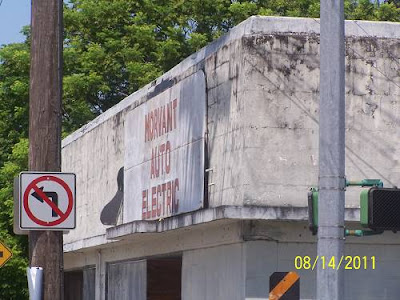 MORVANT
AUTO
ELECTRIC
08/14/2011